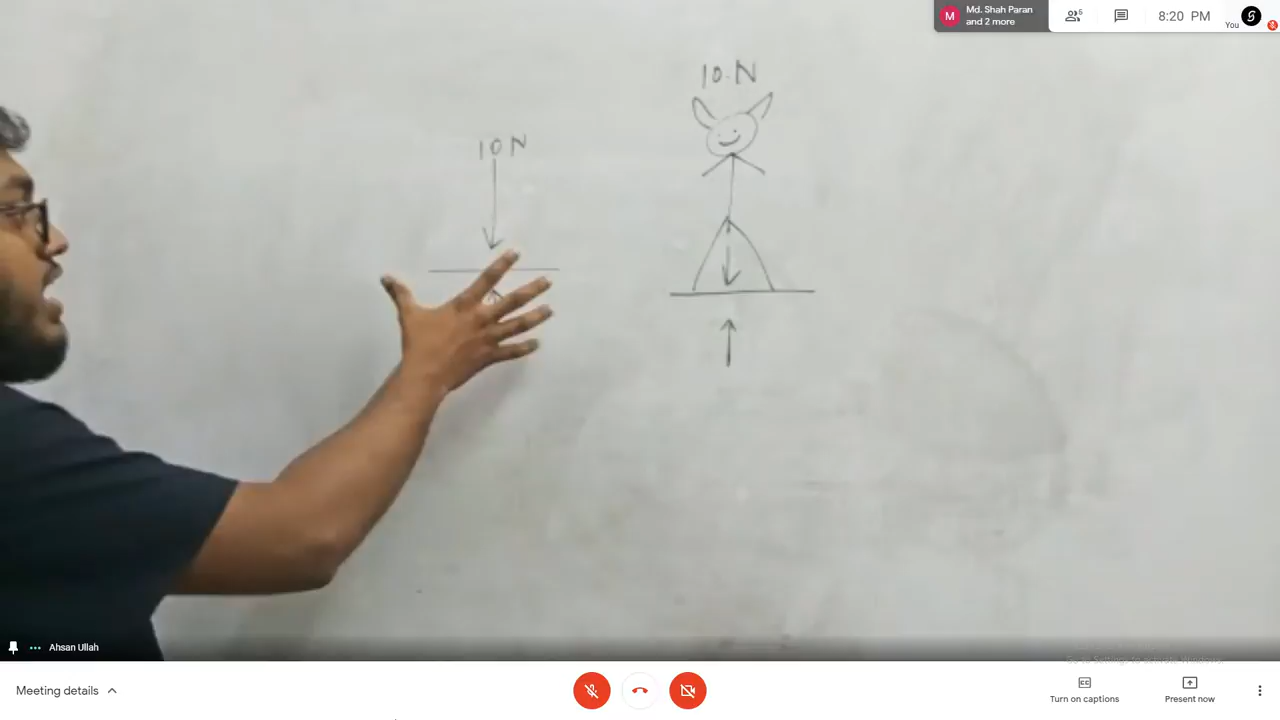 Md. Shah Paran
and 2 more
5
8:20 PM
You
10 N
10 N
Ahsan Ullah
Meeting details
Turn on captions
Present now